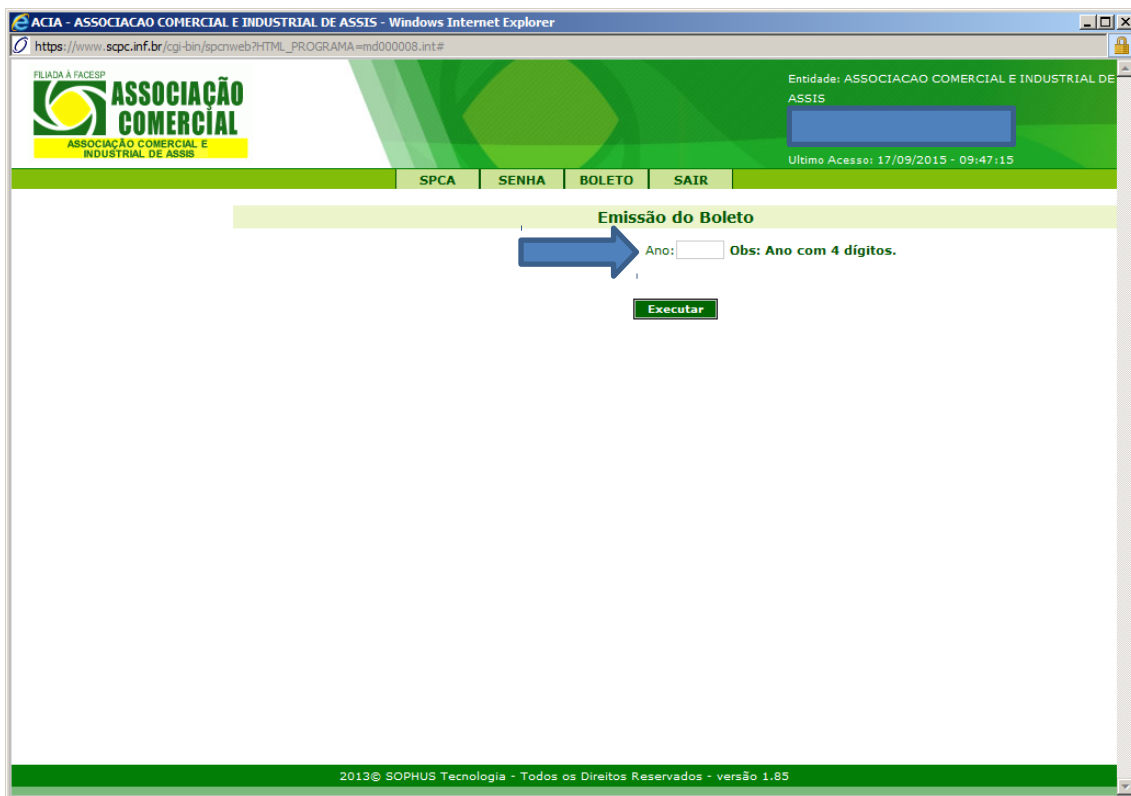 ACIA - ASSOCIACAO COMERCIAL E INDUSTRIAL DE ASSIS - Windows Internet Explorer
https://www.scpc.inf.br/cgi-bin/spcnweb?HTML_PROGRAMA=md000008.int#
FILIADA À FACESP
ASSOCIAÇÃO
COMERCIAL
ASSOCIAÇÃO COMERCIAL E
INDUSTRIAL DE ASSIS
Entidade: ASSOCIACAO COMERCIAL E INDUSTRIAL DE
ASSIS
Ultimo Acesso: 17/09/2015 - 09:47:15
SPCA SENHA BOLETO SAIR
Emissão do Boleto
Ano: Obs: Ano com 4 dígitos.
Executar
2013© SOPHUS Tecnologia - Todos os Direitos Reservados - versão 1.85